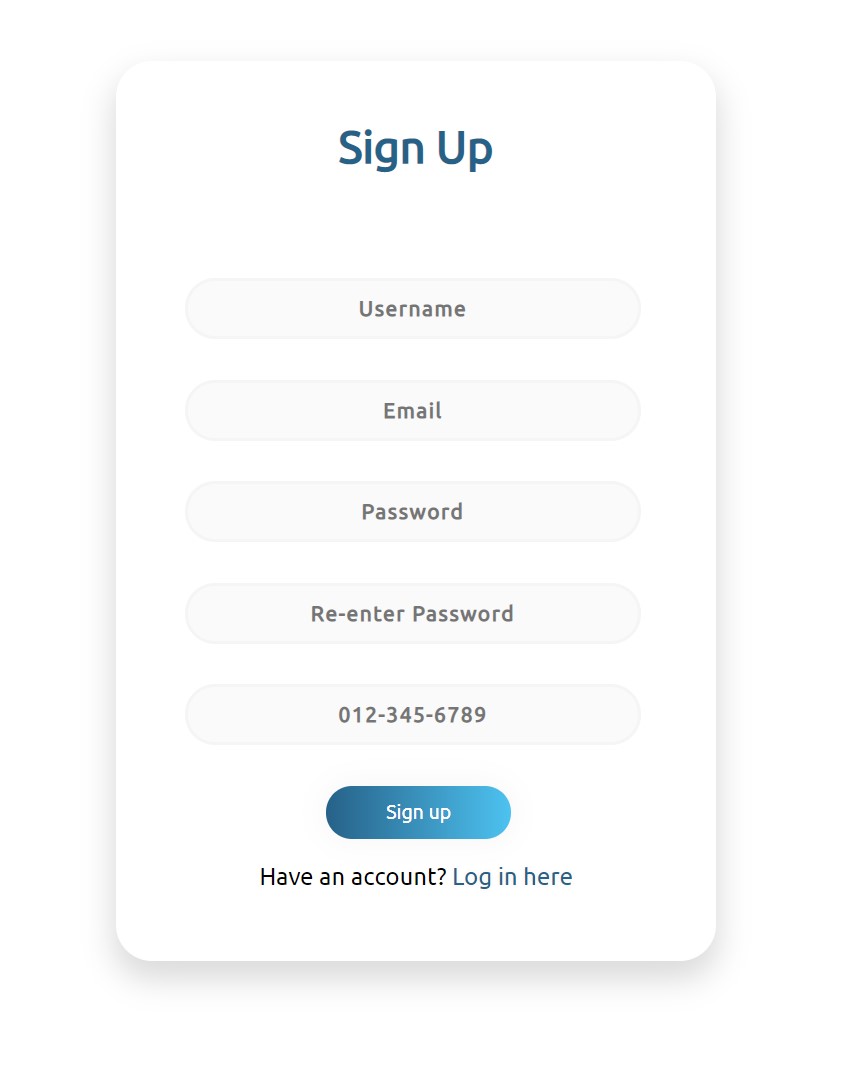 Sign Up
Username
Email
Password
Re-enter Password
012-345-6789
Sign up
Have an account? Log in here